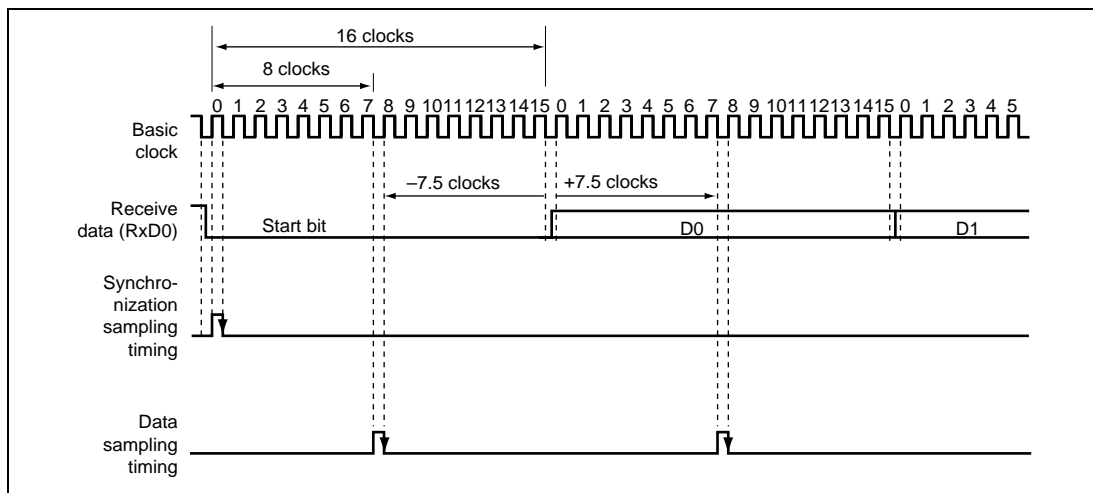 16 clocks
8 clocks
0 1 2 3 4 5 6 7 8 9 10 11 12 13 14 15 0 1 2 3 4 5 6 7 8 9 10 11 12 13 14 15 0 1 2 3 4 5
Basic
clock
–7.5 clocks +7.5 clocks
Receive
data (RxD0)
Start bit D0 D1
Synchro-
nization
sampling
timing
Data
sampling
timing